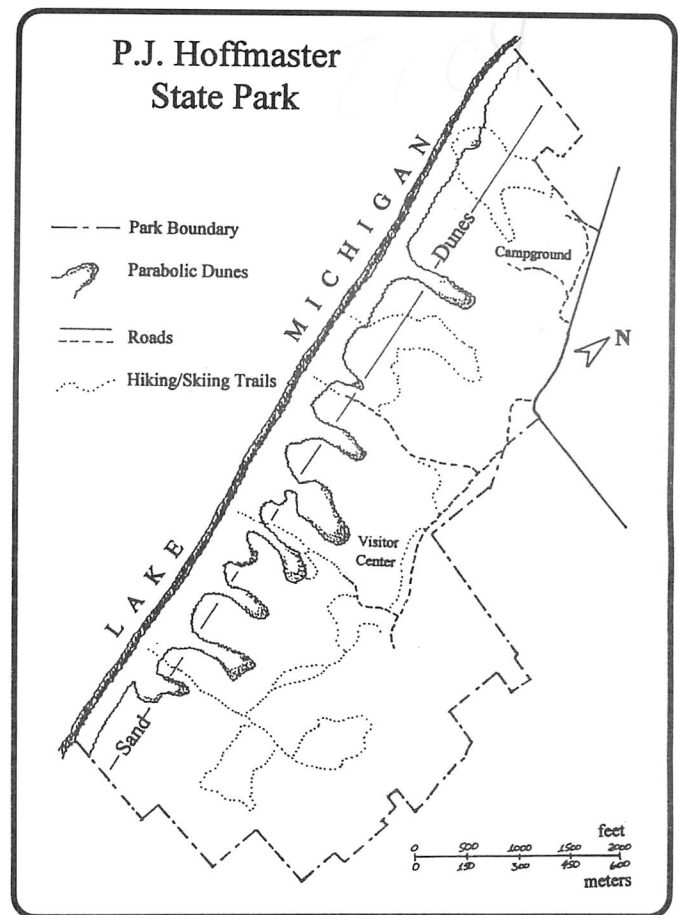 P.J. Hoffmaster
State Park
Park Boundary
Parabolic Dunes
Roads
Hiking/Skiing Trails
LAKE MICHIGAN
Dunes
Campground
N
Visitor
Center
Sand
feet
0 500 1000 1500 2000
0 150 300 450 600
meters